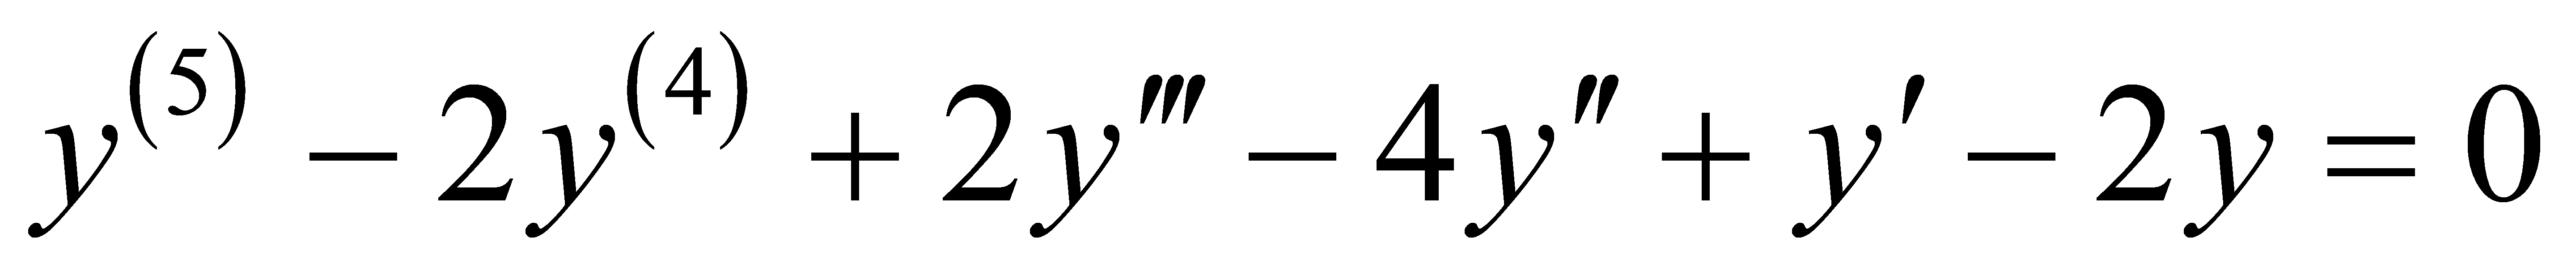 y⁽⁵⁾ − 2y⁽⁴⁾ + 2y‴ − 4y″ + y′ − 2y = 0